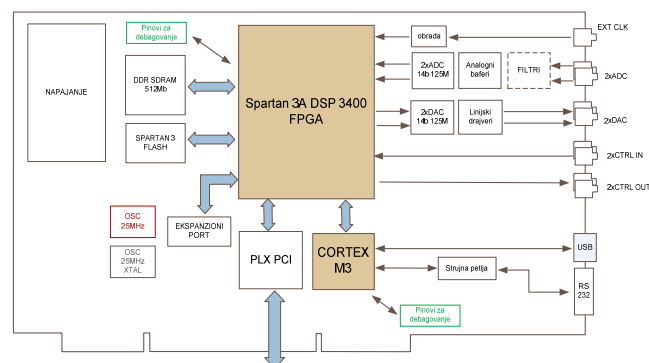 Pinovi za
debagovanje
NAPAJANJE
DDR SDRAM
512Mb
SPARTAN 3
FLASH
Spartan 3A DSP 3400
FPGA
obrada
2xADC
14b 125M
Analogni
baferi
FILTRI
2xDAC
14b 125M
Linijski
drajveri
EXT CLK
2xADC
2xDAC
2xCTRL IN
2xCTRL OUT
OSC
25MHz
OSC
25MHz
XTAL
EKSPANZIONI
PORT
PLX PCI
CORTEX
M3
Strujna petlja
USB
RS
232
Pinovi za
debagovanje